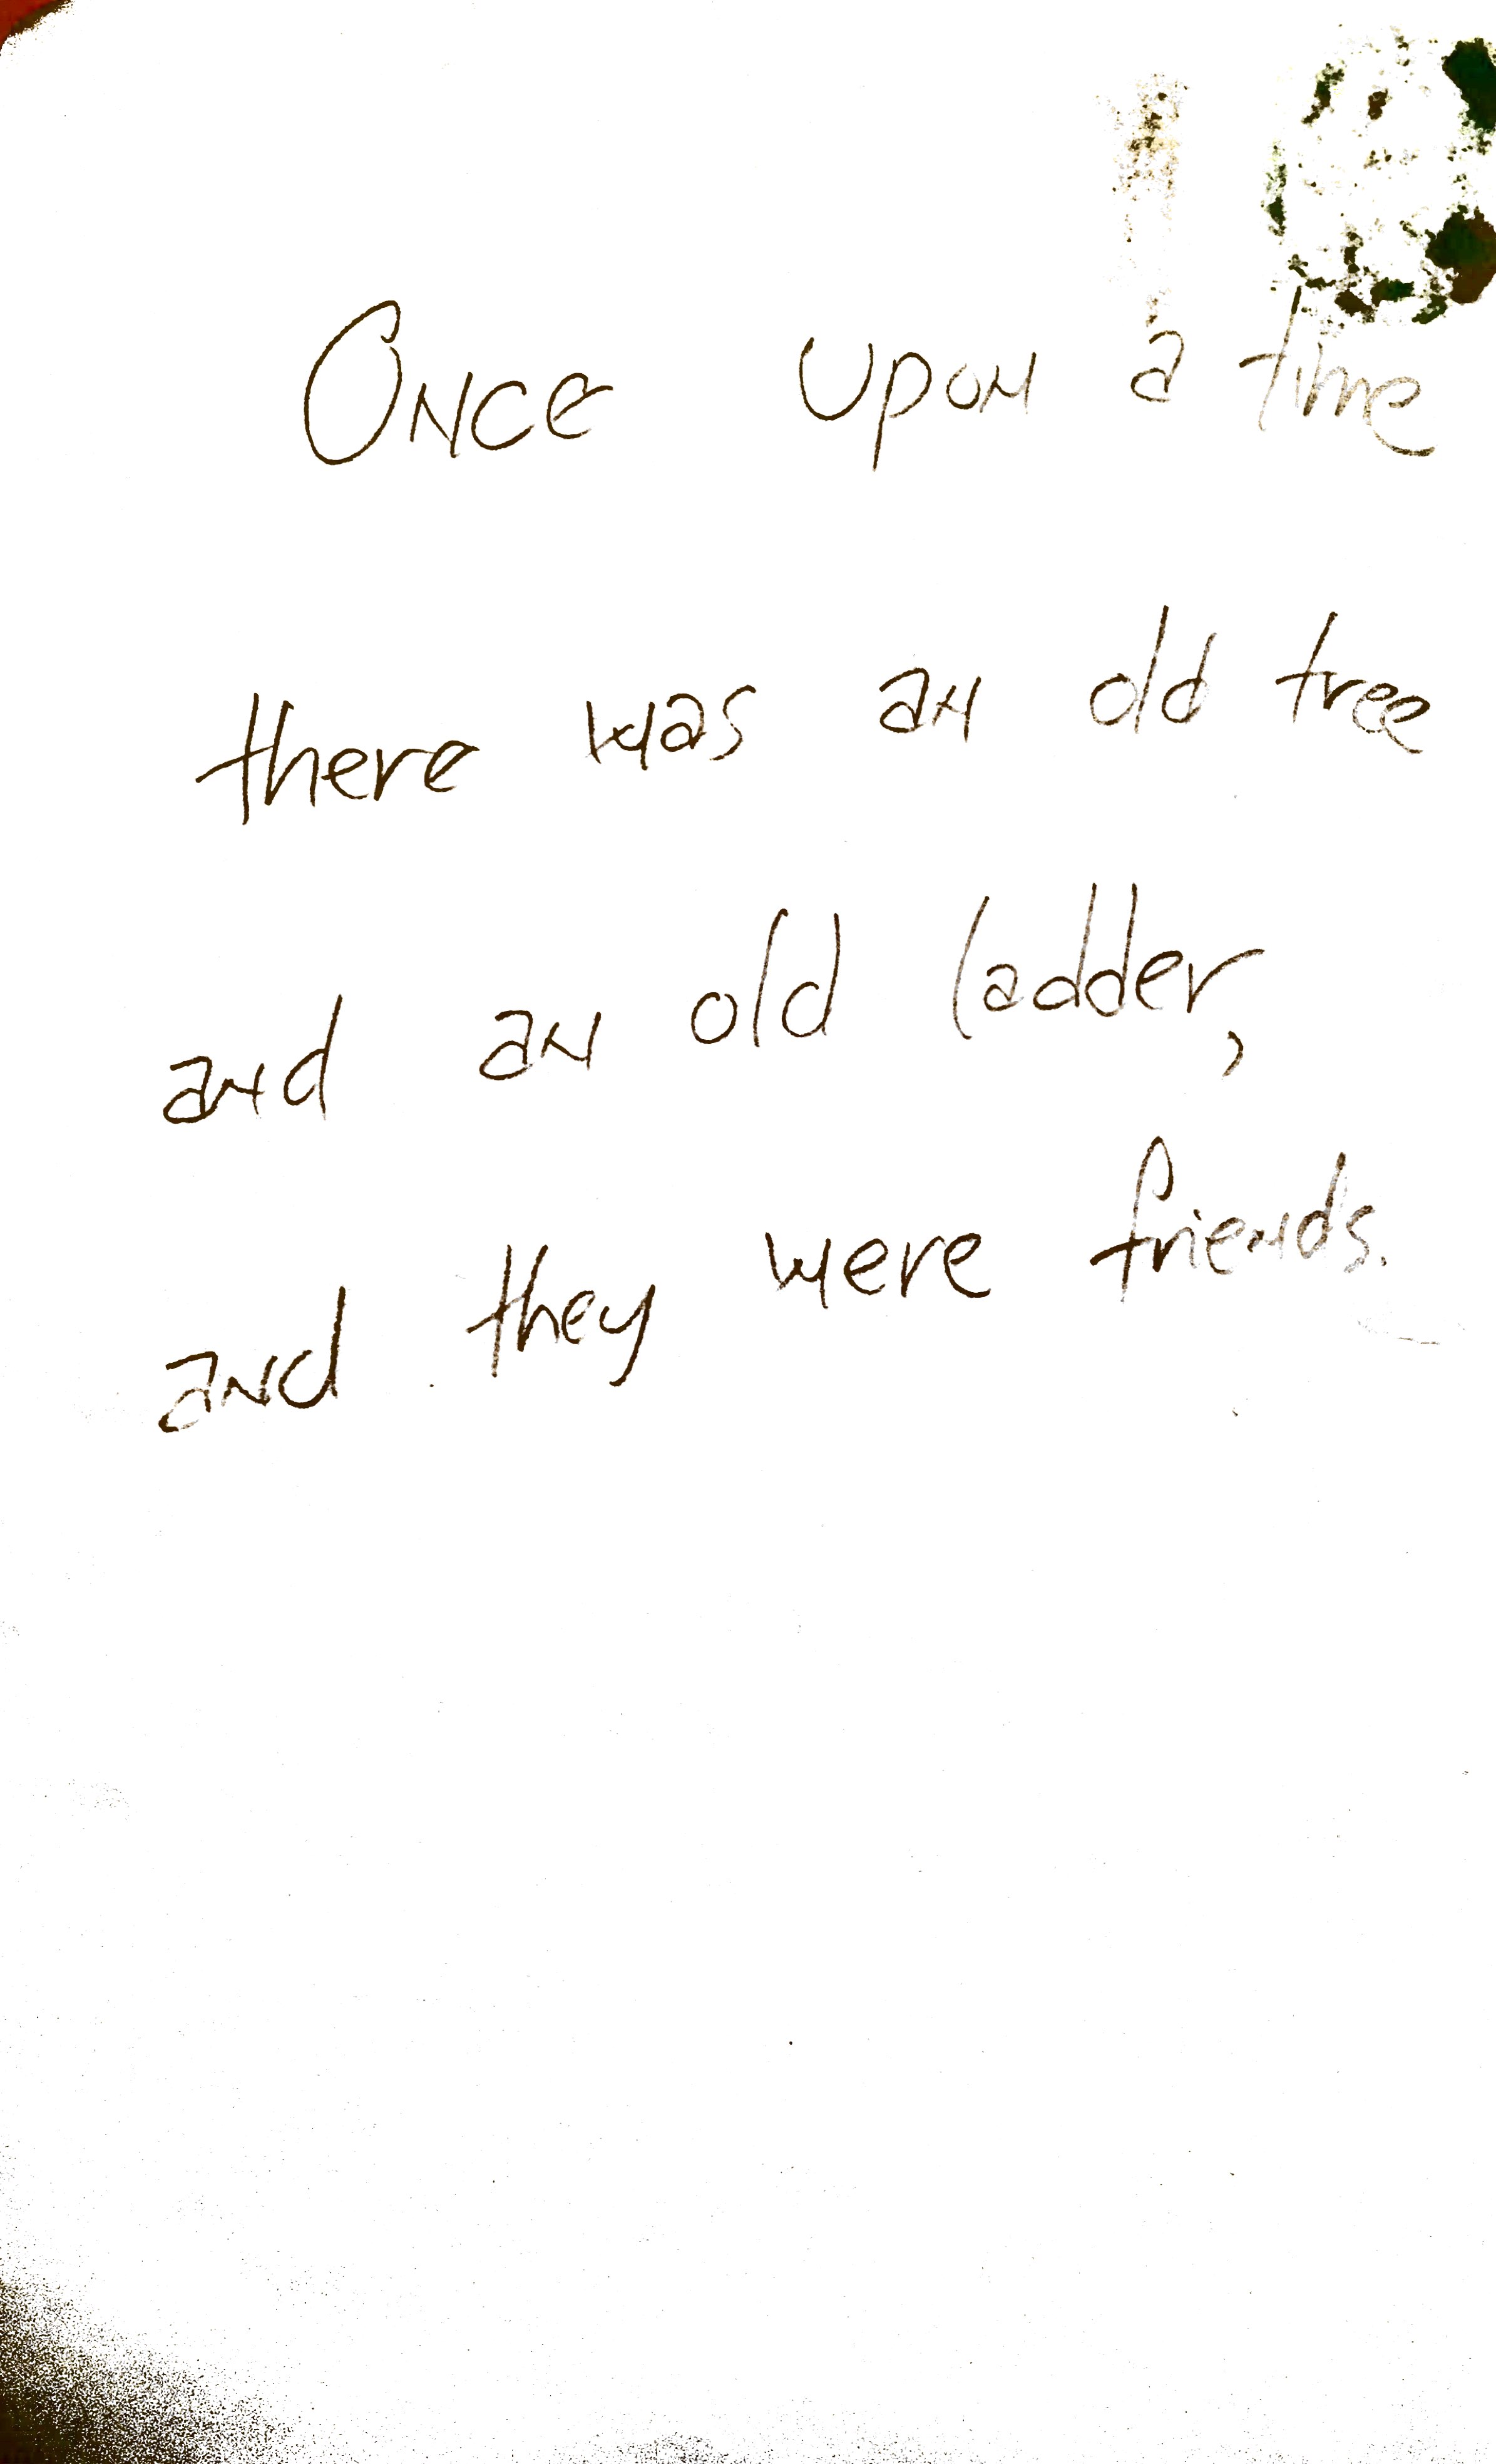 Once upon a time
there was an old tree
and an old ladder,
and they were friends.